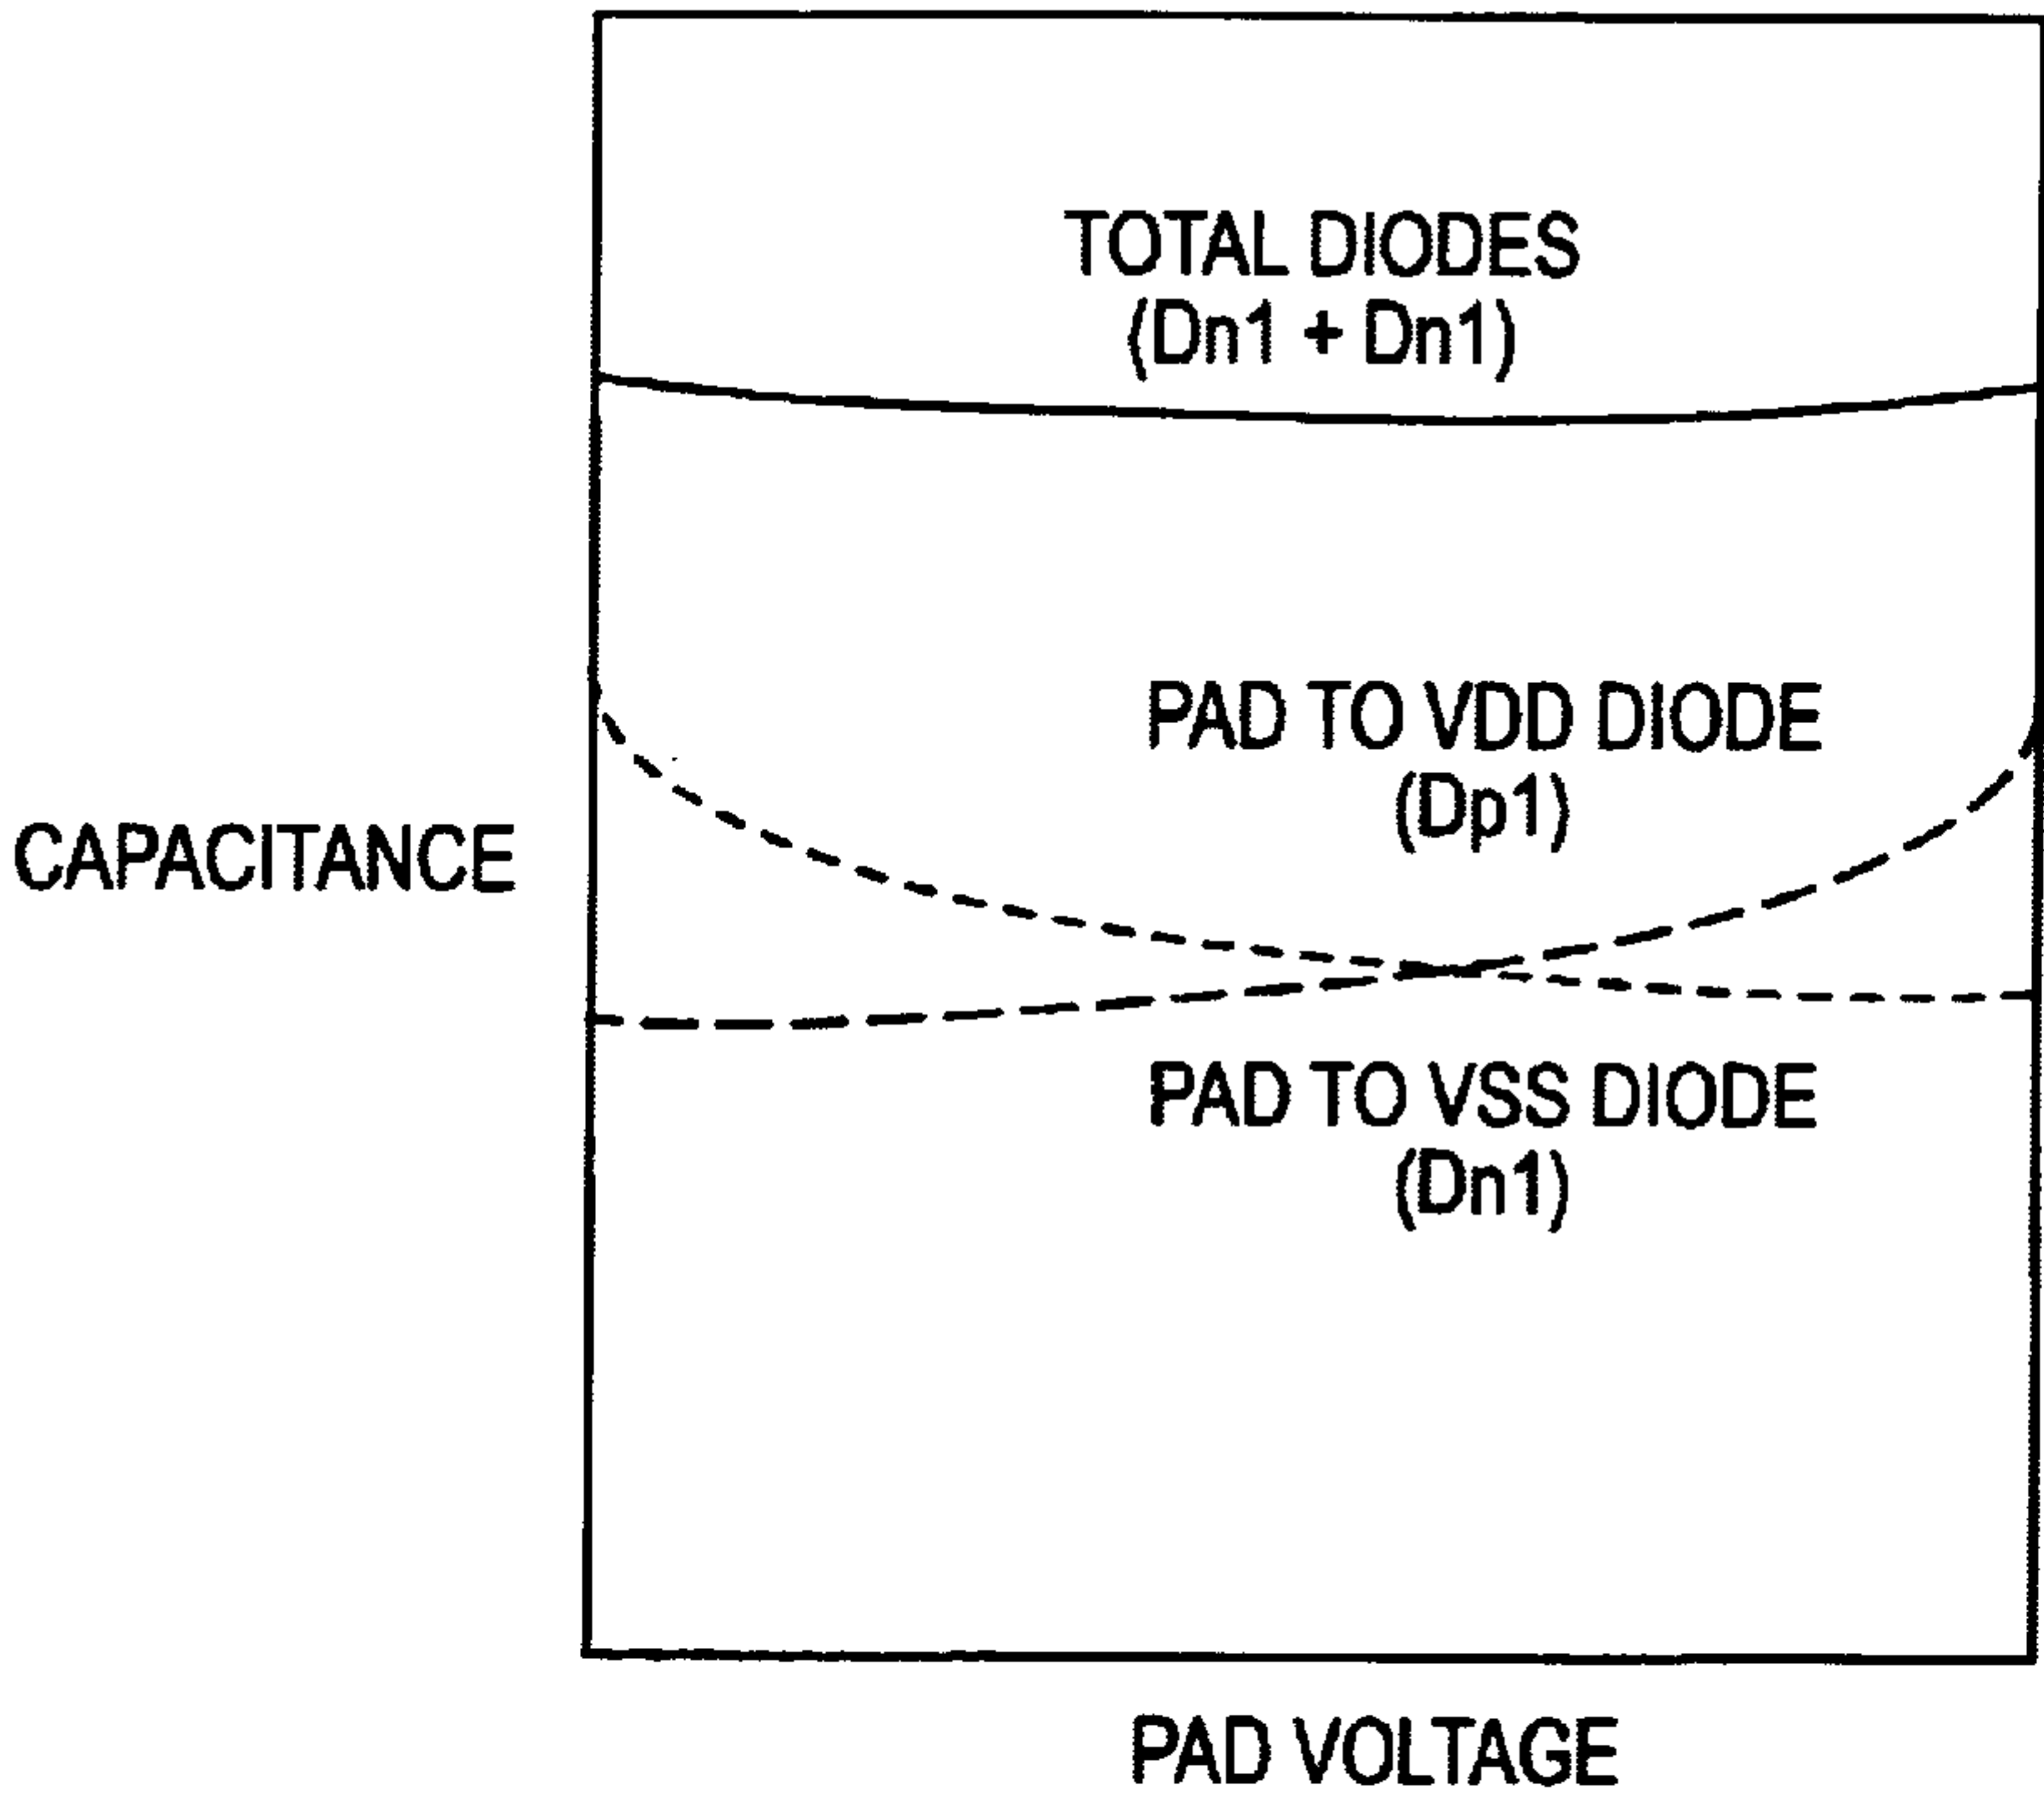 TOTAL DIODES
(Dn1 + Dn1)
PAD TO VDD DIODE
(Dp1)
CAPACITANCE
PAD TO VSS DIODE
(Dn1)
PAD VOLTAGE